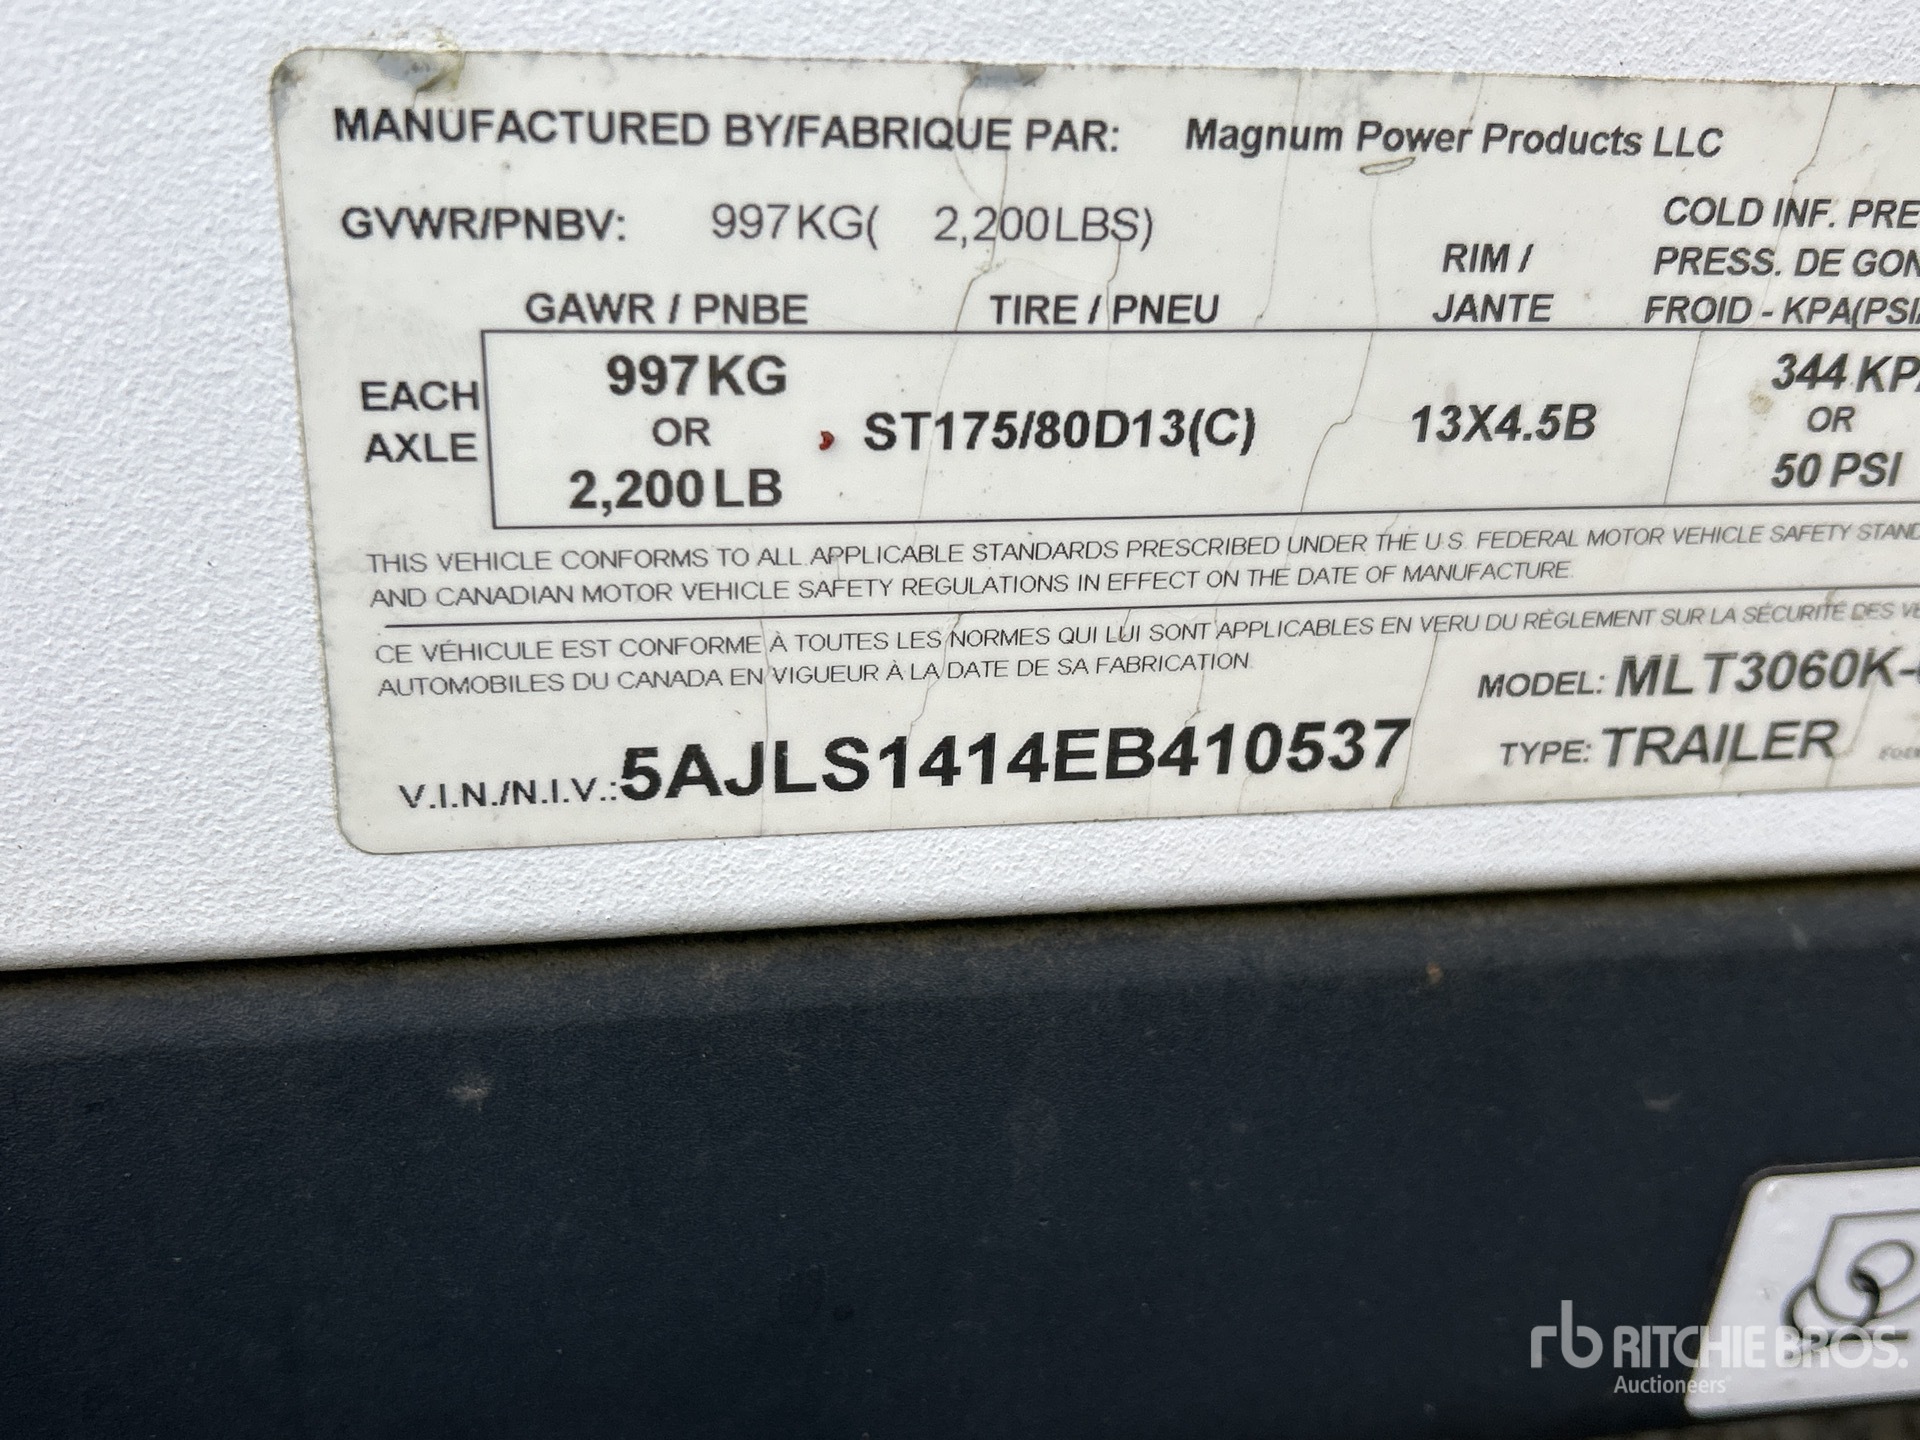 MANUFACTURED BY/FABRIQUE PAR: Magnum Power Products LLC
GVWR/PNBV: 997KG( 2,200LBS)
COLD INF. PRE
RIM / PRESS. DE GON
GAWR / PNBE TIRE / PNEU JANTE FROID - KPA(PSI
EACH AXLE
997KG
OR
2,200LB
ST175/80D13(C)
13X4.5B
344 KPA
OR
50 PSI
THIS VEHICLE CONFORMS TO ALL APPLICABLE STANDARDS PRESCRIBED UNDER THE U.S. FEDERAL MOTOR VEHICLE SAFETY STAND
AND CANADIAN MOTOR VEHICLE SAFETY REGULATIONS IN EFFECT ON THE DATE OF MANUFACTURE.
CE VÉHICULE EST CONFORME À TOUTES LES NORMES QUI LUI SONT APPLICABLES EN VERU DU RÈGLEMENT SUR LA SÉCURITÉ DES VÉ
AUTOMOBILES DU CANADA EN VIGUEUR À LA DATE DE SA FABRICATION.
MODEL: MLT3060K-
V.I.N./N.I.V.: 5AJLS1414EB410537
TYPE: TRAILER
rb RITCHIE BROS.
Auctioneers